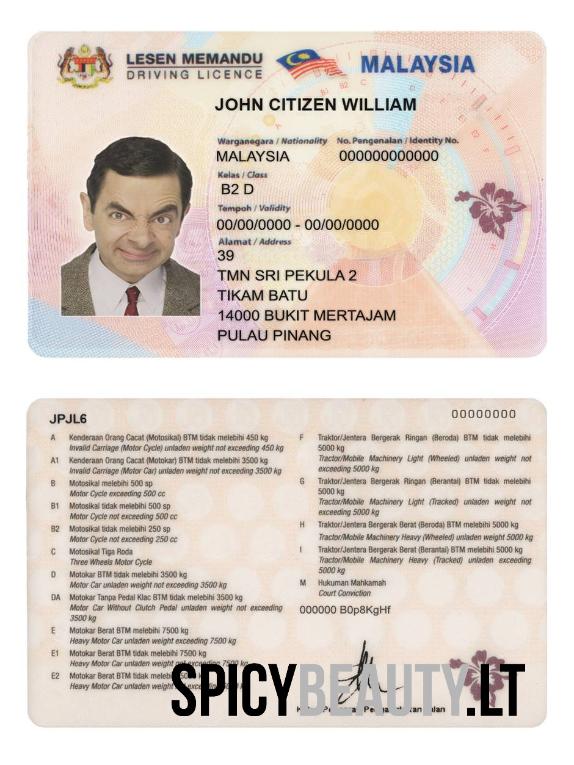 LESEN MEMANDU
DRIVING LICENCE
MALAYSIA
JOHN CITIZEN WILLIAM
Warganegara / Nationality No. Pengenalan / Identity No.
MALAYSIA 000000000000
Kelas / Class
B2 D
Tempoh / Validity
00/00/0000 - 00/00/0000
Alamat / Address
39
TMN SRI PEKULA 2
TIKAM BATU
14000 BUKIT MERTAJAM
PULAU PINANG
JPJL6
00000000
A Kenderaan Orang Cacat (Motosikal) BTM tidak melebihi 450 kg
Invalid Carriage (Motor Cycle) unladen weight not exceeding 450 kg
A1 Kenderaan Orang Cacat (Motokar) BTM tidak melebihi 3500 kg
Invalid Carriage (Motor Car) unladen weight not exceeding 3500 kg
B Motosikal melebihi 500 sp
Motor Cycle exceeding 500 cc
B1 Motosikal tidak melebihi 500 sp
Motor Cycle not exceeding 500 cc
B2 Motosikal tidak melebihi 250 sp
Motor Cycle not exceeding 250 cc
C Motosikal Tiga Roda
Three Wheels Motor Cycle
D Motokar BTM tidak melebihi 3500 kg
Motor Car unladen weight not exceeding 3500 kg
DA Motokar Tanpa Pedal Klac BTM tidak melebihi 3500 kg
Motor Car Without Clutch Pedal unladen weight not exceeding
3500 kg
E Motokar Berat BTM melebihi 7500 kg
Heavy Motor Car unladen weight exceeding 7500 kg
E1 Motokar Berat BTM tidak melebihi 7500 kg
Heavy Motor Car unladen weight not exceeding 7500 kg
E2 Motokar Berat BTM tidak melebihi
Heavy Motor Car unladen weight
F Traktor/Jentera Bergerak Ringan (Beroda) BTM tidak melebihi
5000 kg
Tractor/Mobile Machinery Light (Wheeled) unladen weight not
exceeding 5000 kg
G Traktor/Jentera Bergerak Ringan (Berantai) BTM tidak melebihi
5000 kg
Tractor/Mobile Machinery Light (Tracked) unladen weight not
exceeding 5000 kg
H Traktor/Jentera Bergerak Berat (Beroda) BTM melebihi 5000 kg
Tractor/Mobile Machinery Heavy (Wheeled) unladen weight 5000 kg
I Traktor/Jentera Bergerak Berat (Berantai) BTM melebihi 5000 kg
Tractor/Mobile Machinery Heavy (Tracked) unladen exceeding
5000 kg
M Hukuman Mahkamah
Court Conviction
000000 B0p8KgHf
SPICYBEAUTY.LT